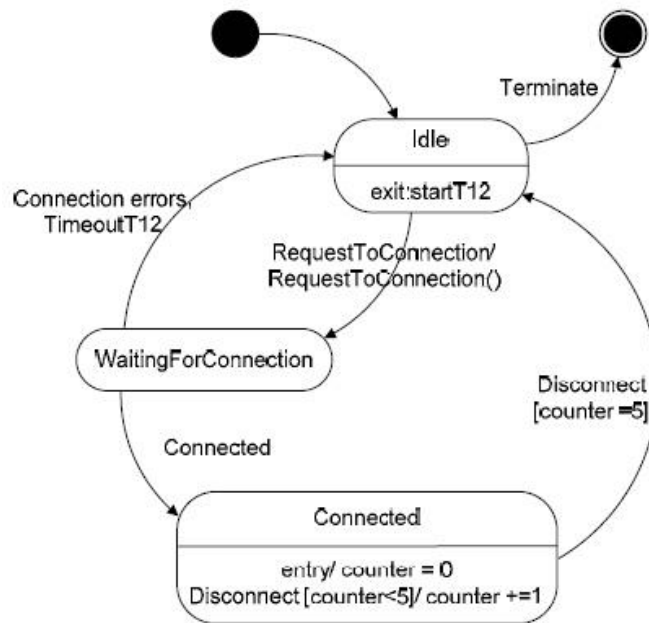 Terminate
Idle
exit:startT12
Connection errors,
TimeoutT12
RequestToConnection/
RequestToConnection()
WaitingForConnection
Disconnect
[counter =5]
Connected
Connected
entry/ counter = 0
Disconnect [counter<5]/ counter +=1